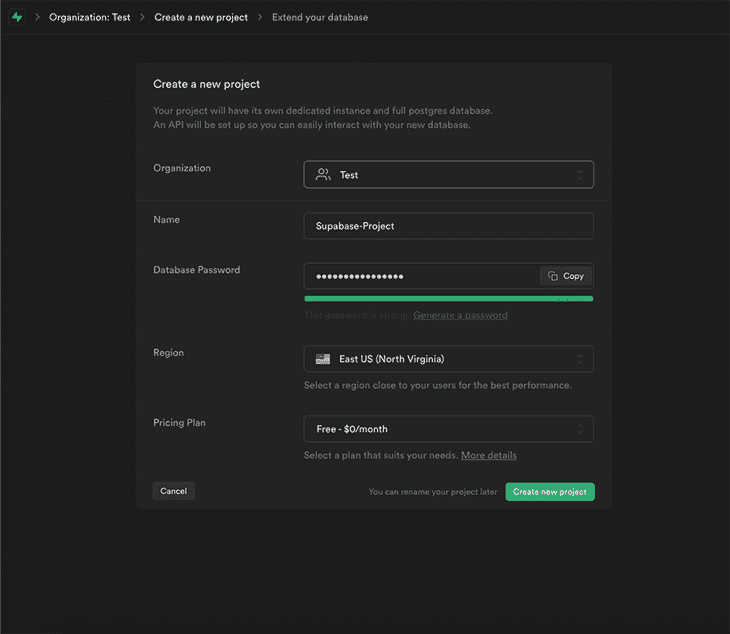 Organization: Test > Create a new project > Extend your database
Create a new project
Your project will have its own dedicated instance and full postgres database.
An API will be set up so you can easily interact with your new database.
Organization
Test
Name
Supabase-Project
Database Password
••••••••••••••••
Copy
This password is strong. Generate a password
Region
East US (North Virginia)
Select a region close to your users for the best performance.
Pricing Plan
Free - $0/month
Select a plan that suits your needs. More details
Cancel
You can rename your project later
Create new project